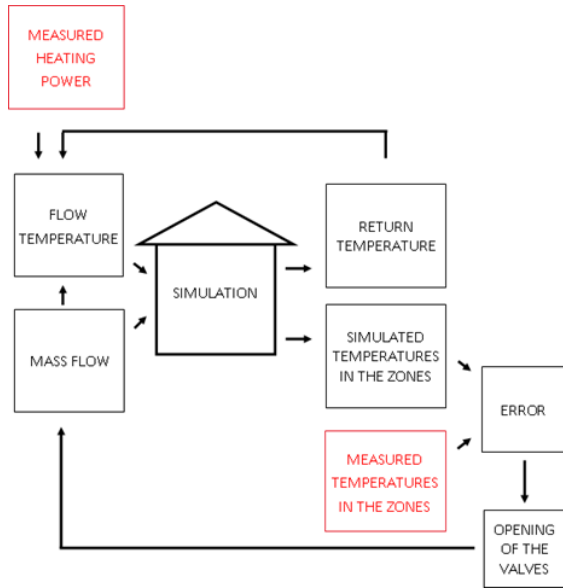 MEASURED
HEATING
POWER
FLOW
TEMPERATURE
RETURN
TEMPERATURE
SIMULATION
MASS FLOW
SIMULATED
TEMPERATURES
IN THE ZONES
ERROR
MEASURED
TEMPERATURES
IN THE ZONES
OPENING
OF THE
VALVES